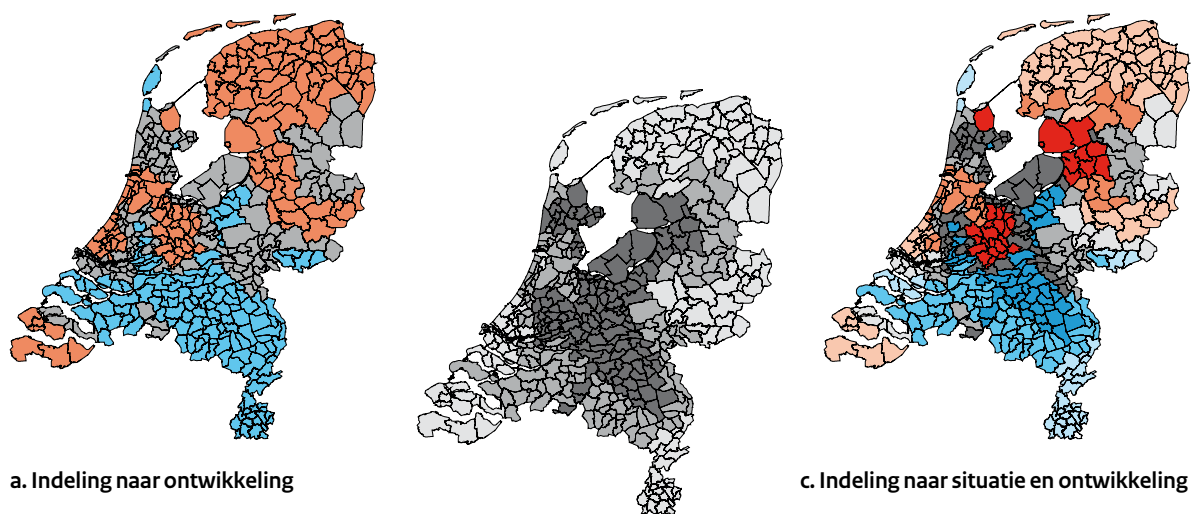 a. Indeling naar ontwikkeling
c. Indeling naar situatie en ontwikkeling